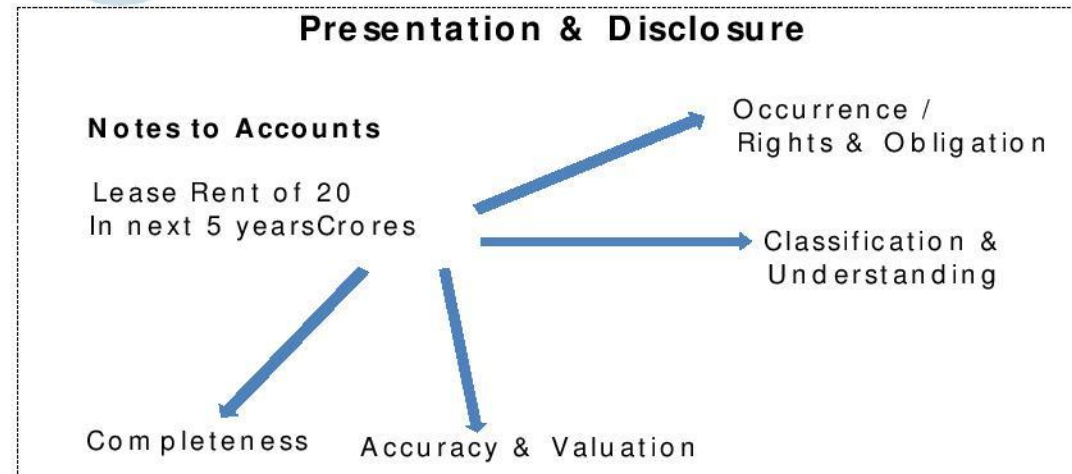 Presentation & Disclosure
Notes to Accounts
Lease Rent of 20
In next 5 yearsCrores
Occurrence /
Rights & Obligation
Classification &
Understanding
Completeness
Accuracy & Valuation